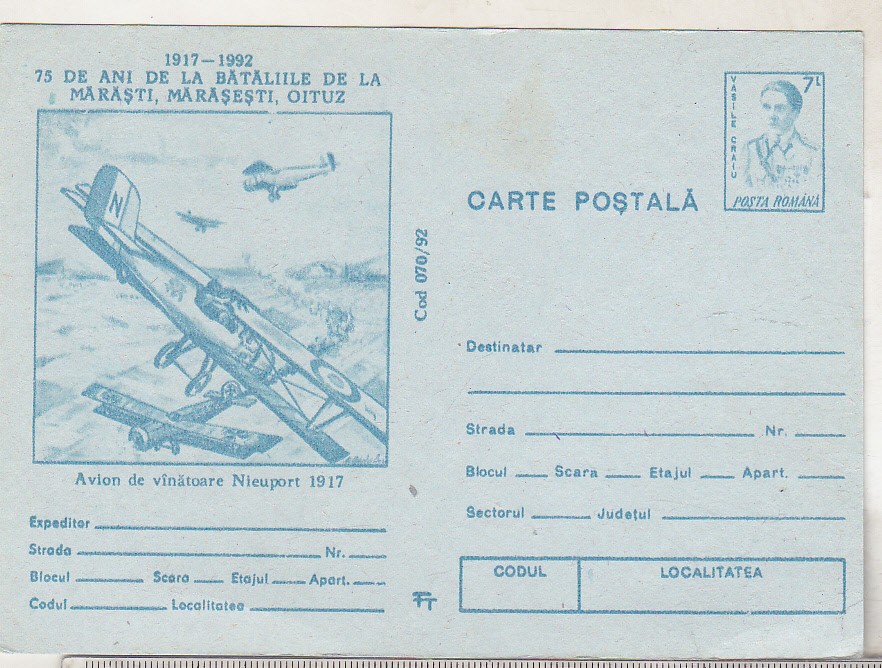 1917—1992
75 DE ANI DE LA BĂTĂLIILE DE LA
MĂRĂȘTI, MĂRĂȘEȘTI, OITUZ
N
Avion de vînătoare Nieuport 1917
Expeditor
Strada Nr.
Blocul Scara Etajul Apart.
Codul Localitatea
Cod 070/92
CARTE POȘTALĂ
VASILE CRAIU
7L
POSTA ROMÂNĂ
Destinatar
Strada Nr.
Blocul Scara Etajul Apart.
Sectorul Județul
CODUL LOCALITATEA